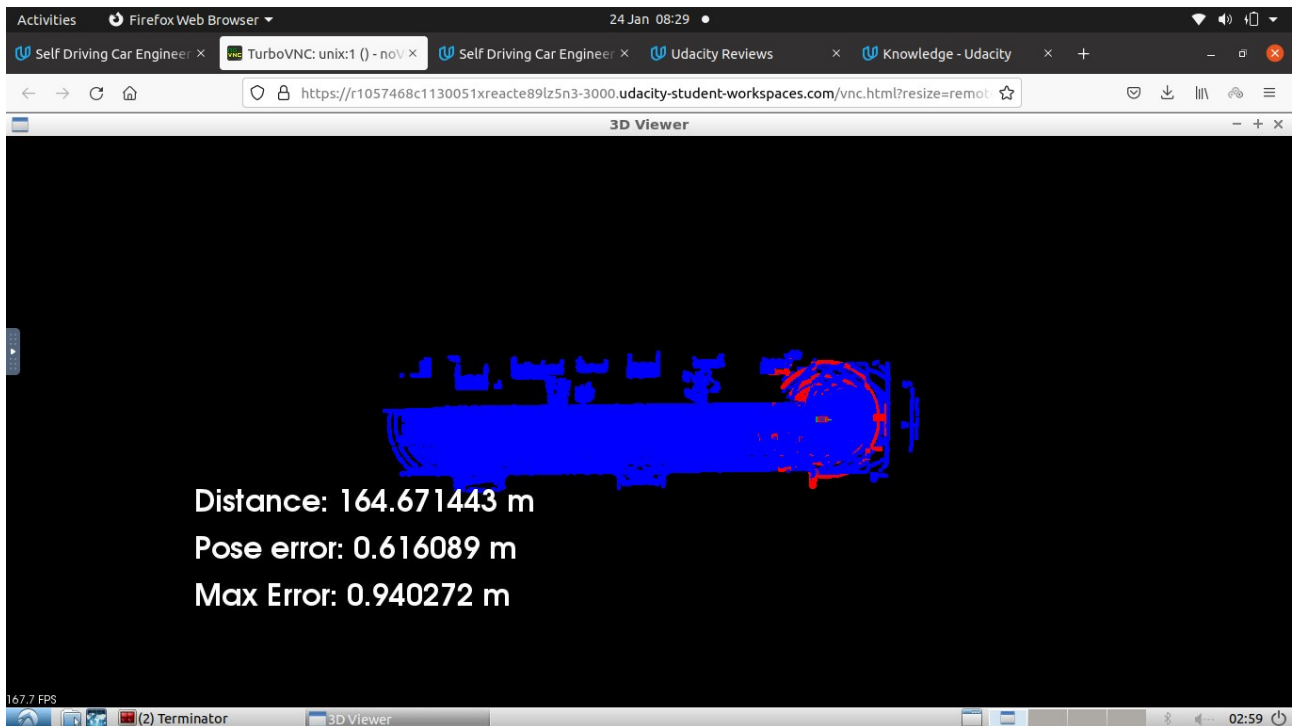 Activities Firefox Web Browser 24 Jan 08:29
Self Driving Car Engineer TurboVNC: unix:1 () - noV Self Driving Car Engineer Udacity Reviews Knowledge - Udacity
https://r1057468c1130051xreacte89lz5n3-3000.udacity-student-workspaces.com/vnc.html?resize=remot
3D Viewer
Distance: 164.671443 m
Pose error: 0.616089 m
Max Error: 0.940272 m
167.7 FPS
(2) Terminator 3D Viewer 02:59